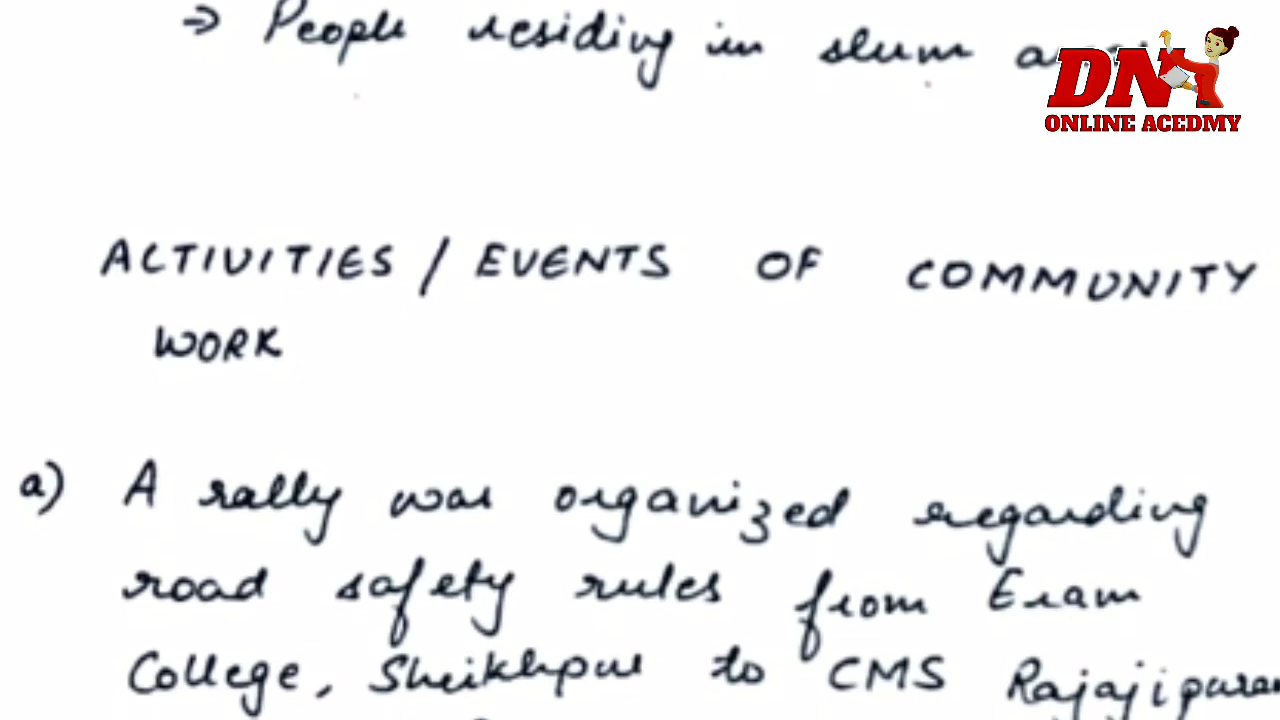 ⇒ People residing in slum
DN
ONLINE ACEDMY
ACTIVITIES / EVENTS OF COMMUNITY
WORK
a) A rally was organized regarding
road safety rules from Eram
College, Sheikhpur to CMS Rajajipuram